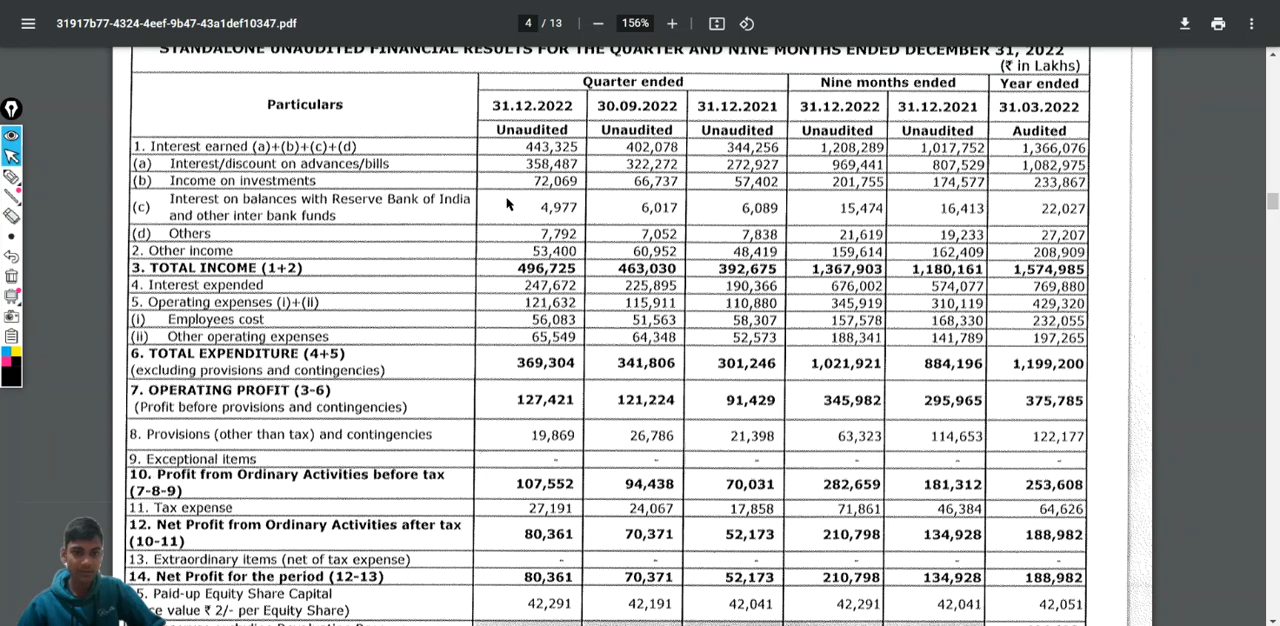 31917b77-4324-4eef-9b47-43a1def10347.pdf 4 / 13 156%
STANDALONE UNAUDITED FINANCIAL RESULTS FOR THE QUARTER AND NINE MONTHS ENDED DECEMBER 31, 2022
(₹ in Lakhs)
Particulars Quarter ended Nine months ended Year ended
31.12.2022 30.09.2022 31.12.2021 31.12.2022 31.12.2021 31.03.2022
Unaudited Unaudited Unaudited Unaudited Unaudited Audited
1. Interest earned (a)+(b)+(c)+(d) 443,325 402,078 344,256 1,208,289 1,017,752 1,366,076
(a) Interest/discount on advances/bills 358,487 322,272 272,927 969,441 807,529 1,082,975
(b) Income on investments 72,069 66,737 57,402 201,755 174,577 233,867
(c) Interest on balances with Reserve Bank of India
and other inter bank funds 4,977 6,017 6,089 15,474 16,413 22,027
(d) Others 7,792 7,052 7,838 21,619 19,233 27,207
2. Other income 53,400 60,952 48,419 159,614 162,409 208,909
3. TOTAL INCOME (1+2) 496,725 463,030 392,675 1,367,903 1,180,161 1,574,985
4. Interest expended 247,672 225,895 190,366 676,002 574,077 769,880
5. Operating expenses (i)+(ii) 121,632 115,911 110,880 345,919 310,119 429,320
(i) Employees cost 56,083 51,563 58,307 157,578 168,330 232,055
(ii) Other operating expenses 65,549 64,348 52,573 188,341 141,789 197,265
6. TOTAL EXPENDITURE (4+5)
(excluding provisions and contingencies) 369,304 341,806 301,246 1,021,921 884,196 1,199,200
7. OPERATING PROFIT (3-6)
(Profit before provisions and contingencies) 127,421 121,224 91,429 345,982 295,965 375,785
8. Provisions (other than tax) and contingencies 19,869 26,786 21,398 63,323 114,653 122,177
9. Exceptional items - - - - - -
10. Profit from Ordinary Activities before tax
(7-8-9) 107,552 94,438 70,031 282,659 181,312 253,608
11. Tax expense 27,191 24,067 17,858 71,861 46,384 64,626
12. Net Profit from Ordinary Activities after tax
(10-11) 80,361 70,371 52,173 210,798 134,928 188,982
13. Extraordinary items (net of tax expense) - - - - - -
14. Net Profit for the period (12-13) 80,361 70,371 52,173 210,798 134,928 188,982
5. Paid-up Equity Share Capital
ce value ₹ 2/- per Equity Share) 42,291 42,191 42,041 42,291 42,041 42,051